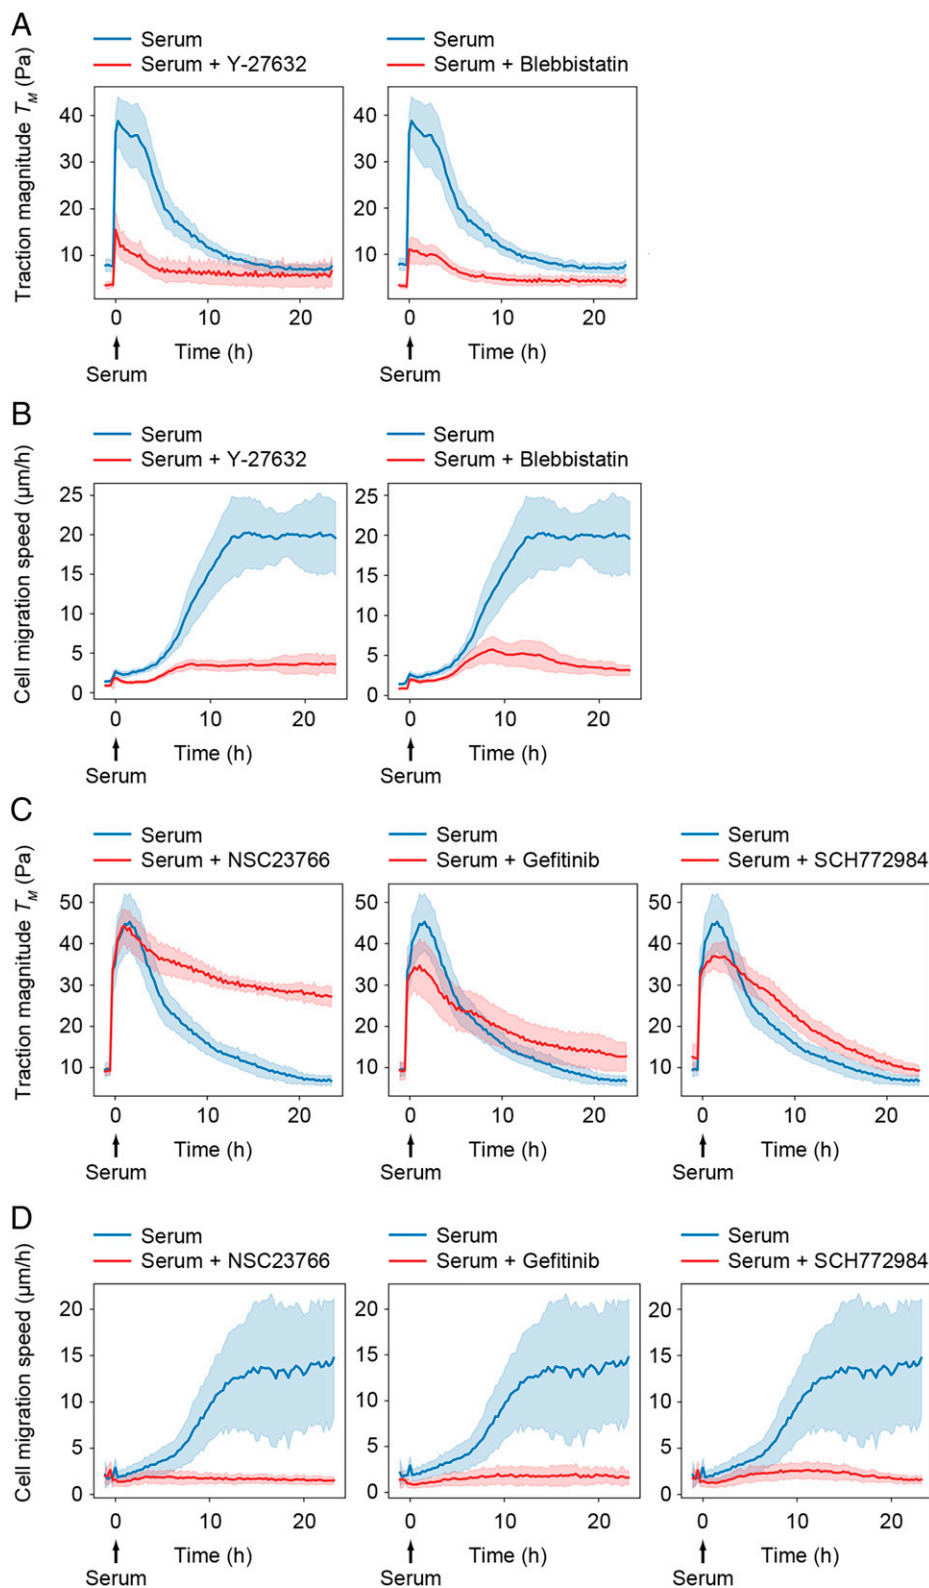 A
Serum Serum
Serum + Y-27632 Serum + Blebbistatin
Traction magnitude T_M (Pa)
40 40
30 30
20 20
10 10
0 10 20 0 10 20
Time (h) Time (h)
Serum Serum
B
Serum Serum
Serum + Y-27632 Serum + Blebbistatin
Cell migration speed (µm/h)
25 25
20 20
15 15
10 10
5 5
0 0
0 10 20 0 10 20
Time (h) Time (h)
Serum Serum
C
Serum Serum Serum
Serum + NSC23766 Serum + Gefitinib Serum + SCH772984
Traction magnitude T_M (Pa)
50 50 50
40 40 40
30 30 30
20 20 20
10 10 10
0 10 20 0 10 20 0 10 20
Time (h) Time (h) Time (h)
Serum Serum Serum
D
Serum Serum Serum
Serum + NSC23766 Serum + Gefitinib Serum + SCH772984
Cell migration speed (µm/h)
20 20 20
15 15 15
10 10 10
5 5 5
0 0 0
0 10 20 0 10 20 0 10 20
Time (h) Time (h) Time (h)
Serum Serum Serum